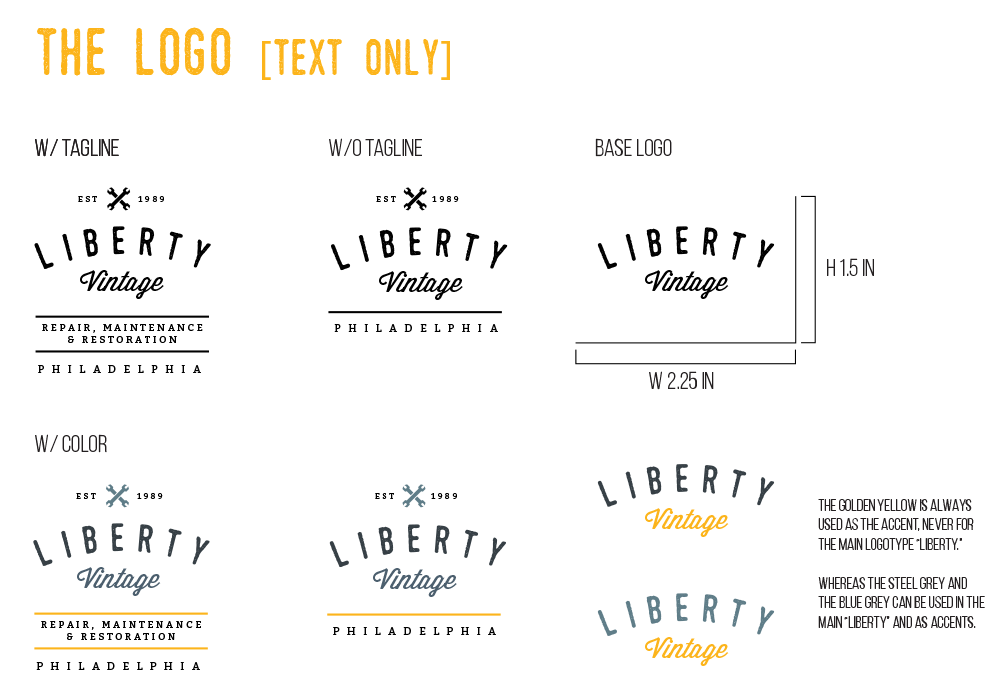 THE LOGO [TEXT ONLY]
W/ TAGLINE
EST 1989
LIBERTY
Vintage
REPAIR, MAINTENANCE
& RESTORATION
PHILADELPHIA
W/O TAGLINE
EST 1989
LIBERTY
Vintage
PHILADELPHIA
BASE LOGO
LIBERTY
Vintage
H 1.5 IN
W 2.25 IN
W/ COLOR
EST 1989
LIBERTY
Vintage
REPAIR, MAINTENANCE
& RESTORATION
PHILADELPHIA
EST 1989
LIBERTY
Vintage
PHILADELPHIA
LIBERTY
Vintage
LIBERTY
Vintage
THE GOLDEN YELLOW IS ALWAYS
USED AS THE ACCENT, NEVER FOR
THE MAIN LOGOTYPE "LIBERTY."
WHEREAS THE STEEL GREY AND
THE BLUE GREY CAN BE USED IN THE
MAIN "LIBERTY" AND AS ACCENTS.